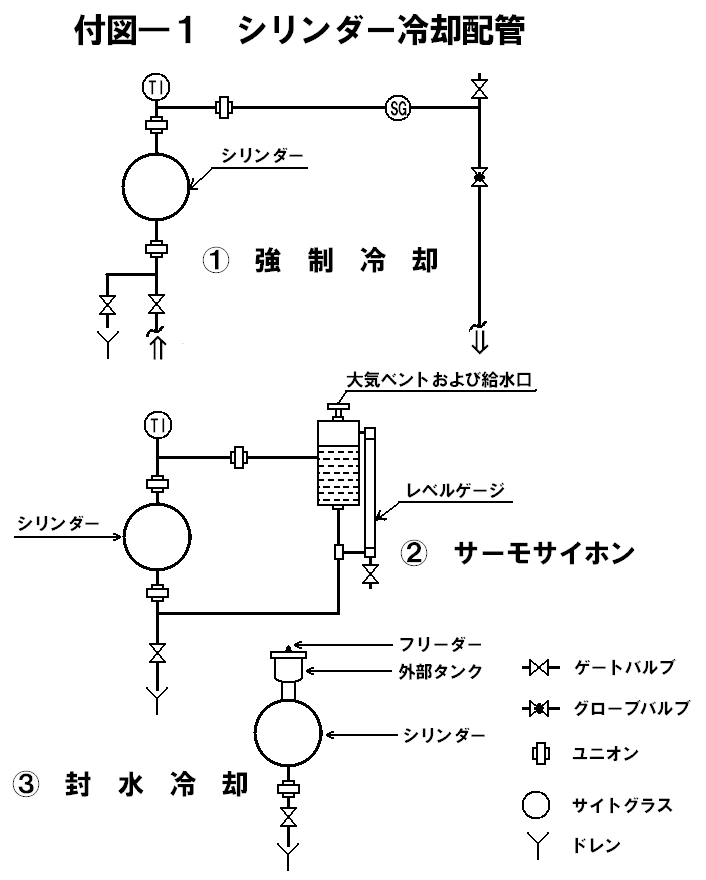 付図―1 シリンダー冷却配管
TI
SG
シリンダー
① 強制冷却
大気ベントおよび給水口
TI
レベルゲージ
シリンダー
② サーモサイホン
フリーダー
外部タンク
シリンダー
③ 封水冷却
ゲートバルブ
グローブバルブ
ユニオン
サイトグラス
ドレン